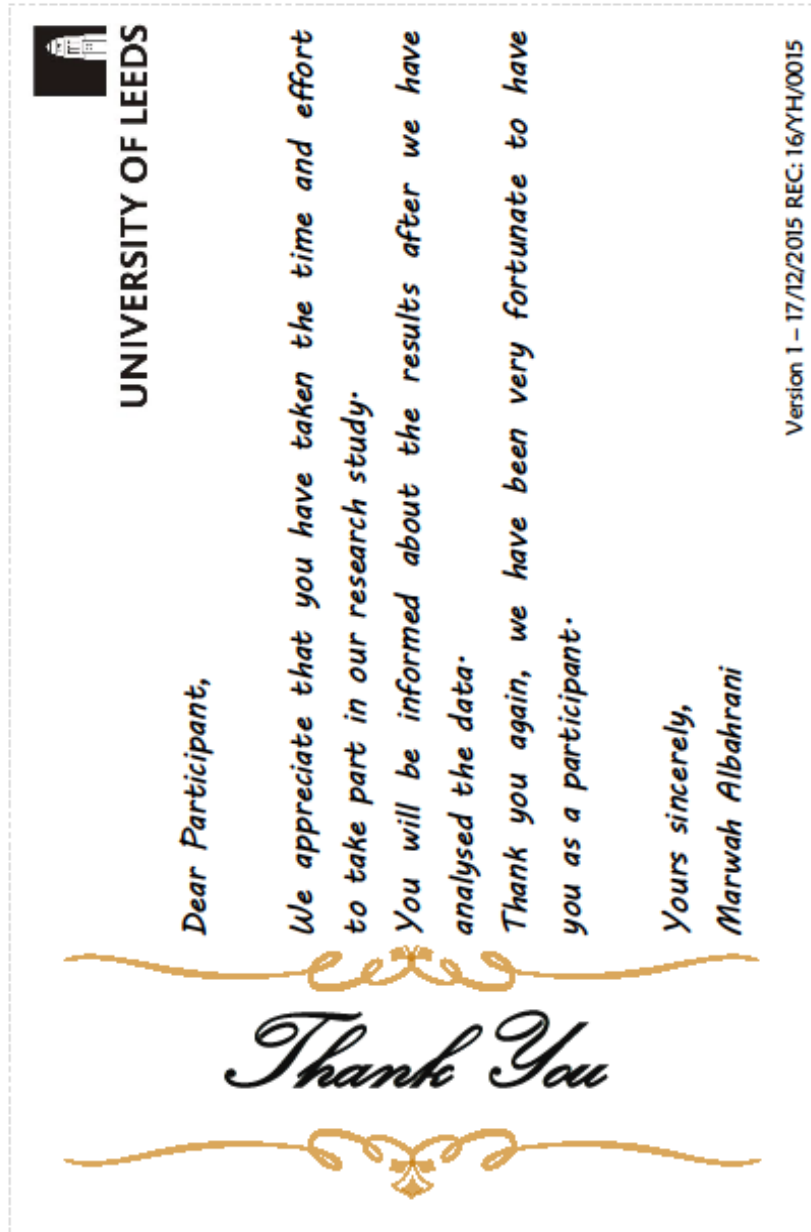 Thank You
UNIVERSITY OF LEEDS
Dear Participant,
We appreciate that you have taken the time and effort
to take part in our research study.
You will be informed about the results after we have
analysed the data.
Thank you again, we have been very fortunate to have
you as a participant.
Yours sincerely,
Marwah Albahrani
Version 1 – 17/12/2015 REC: 16/YH/0015